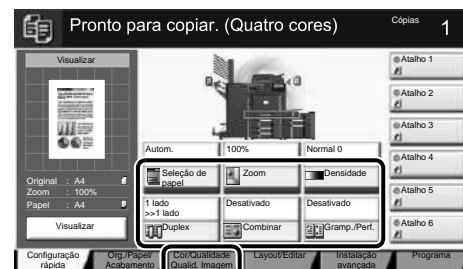 Pronto para copiar. (Quatro cores)
Cópias
1
Visualizar
Original : A4
Zoom : 100%
Papel : A4
Visualizar
Autom.
100%
Normal 0
Seleção de
papel
Zoom
Densidade
1 lado
>>1 lado
Desativado
Desativado
Duplex
Combinar
Gramp./Perf.
Atalho 1
Atalho 2
Atalho 3
Atalho 4
Atalho 5
Atalho 6
Configuração
rápida
Org./Papel/
Acabamento
Cor/Qualidade
Qualid. Imagem
Layout/Editar
Instalação
avançada
Programa